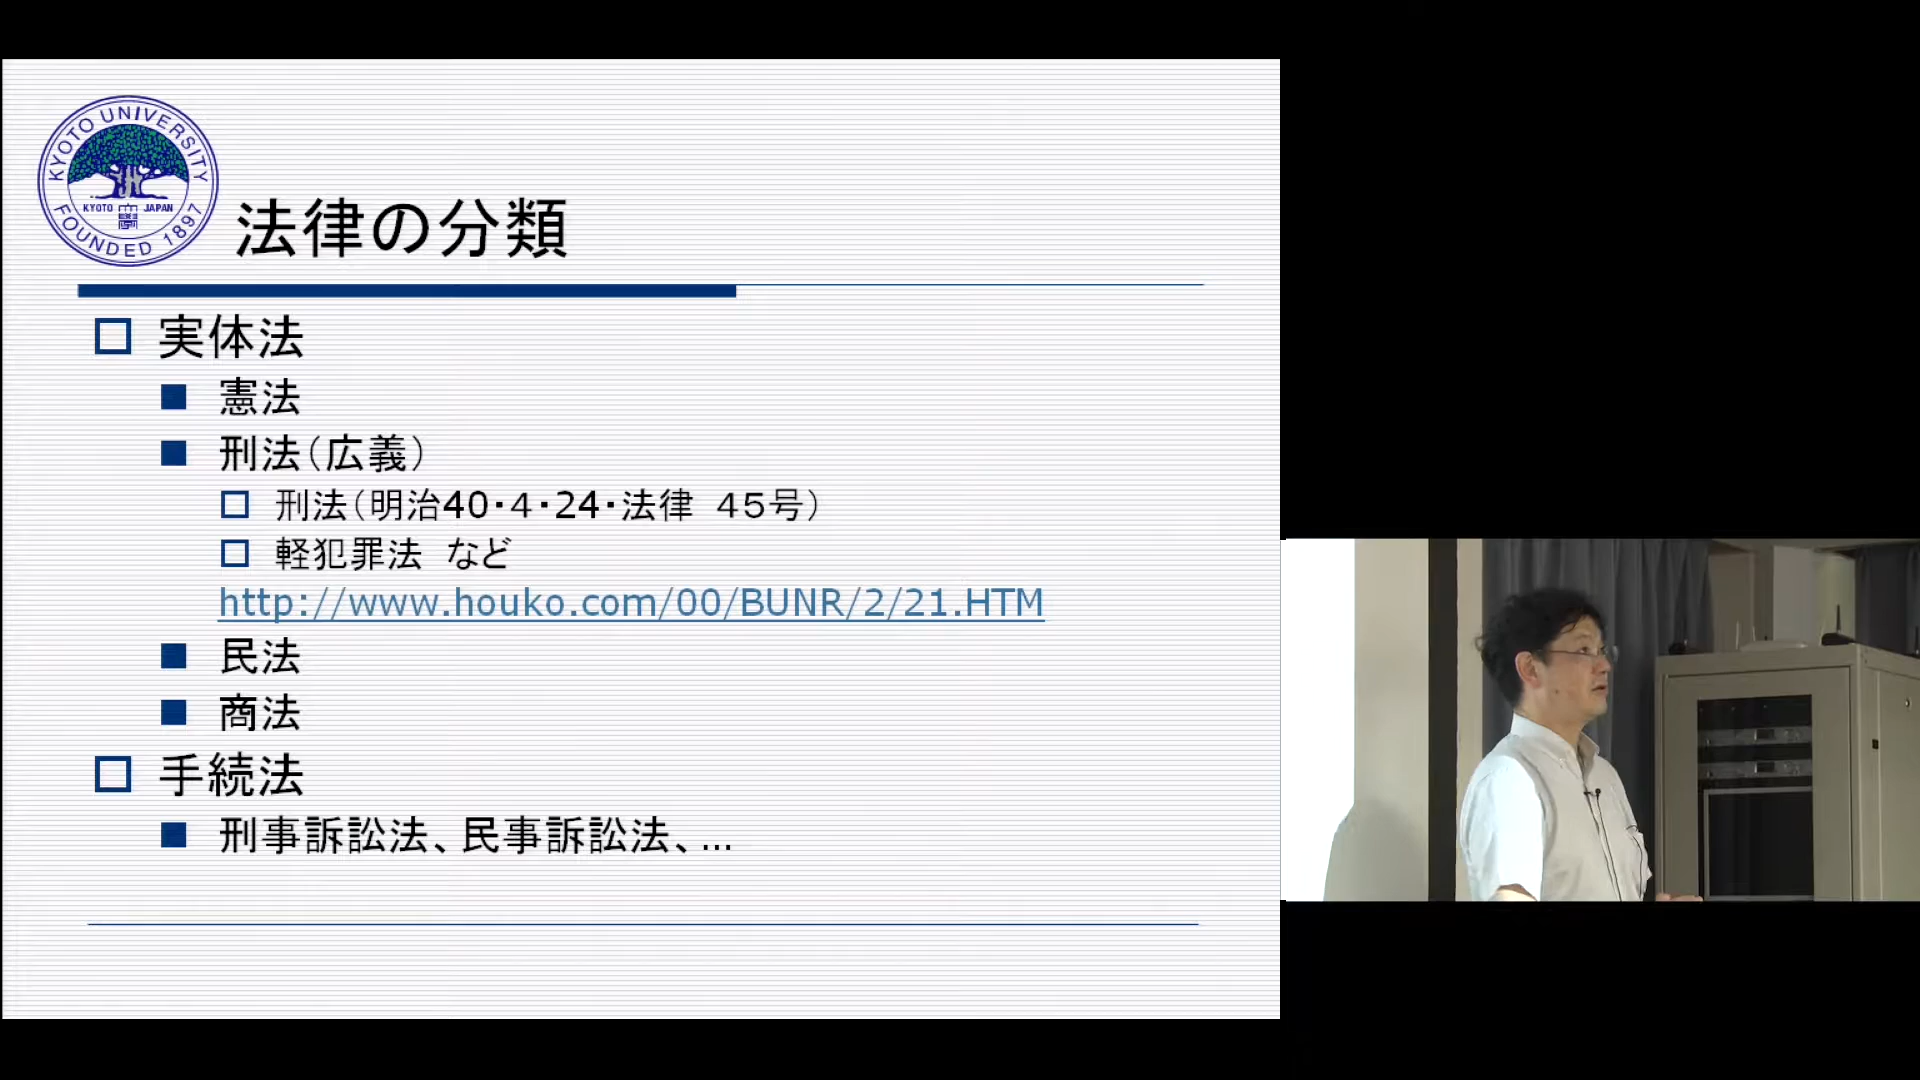 KYOTO UNIVERSITY
KYOTO JAPAN
FOUNDED 1897
法律の分類
実体法
憲法
刑法（広義）
刑法（明治40・４・24・法律　４５号）
軽犯罪法　など
http://www.houko.com/00/BUNR/2/21.HTM
民法
商法
手続法
刑事訴訟法、民事訴訟法、...